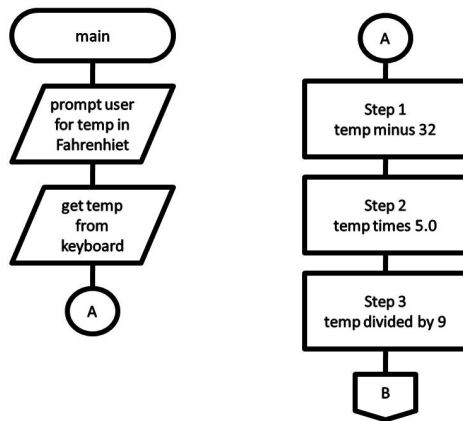 main
prompt user
for temp in
Fahrenhiet
get temp
from
keyboard
A
A
Step 1
temp minus 32
Step 2
temp times 5.0
Step 3
temp divided by 9
B